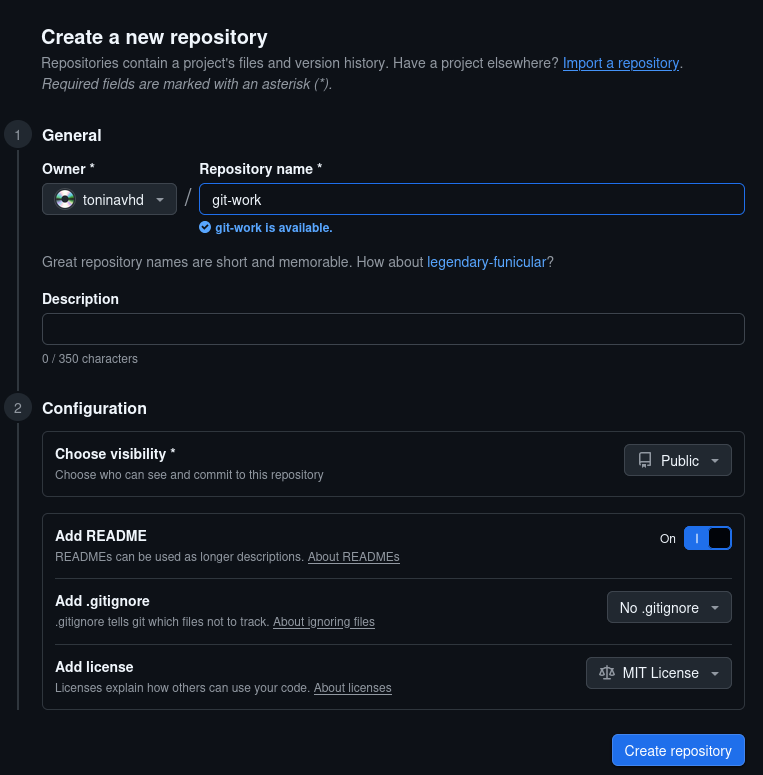 Create a new repository
Repositories contain a project's files and version history. Have a project elsewhere? Import a repository.
Required fields are marked with an asterisk (*).
1 General
Owner * Repository name *
toninavhd / git-work
git-work is available.
Great repository names are short and memorable. How about legendary-funicular?
Description
0 / 350 characters
2 Configuration
Choose visibility * Public
Choose who can see and commit to this repository
Add README On
READMEs can be used as longer descriptions. About READMEs
Add .gitignore No .gitignore
.gitignore tells git which files not to track. About ignoring files
Add license MIT License
Licenses explain how others can use your code. About licenses
Create repository